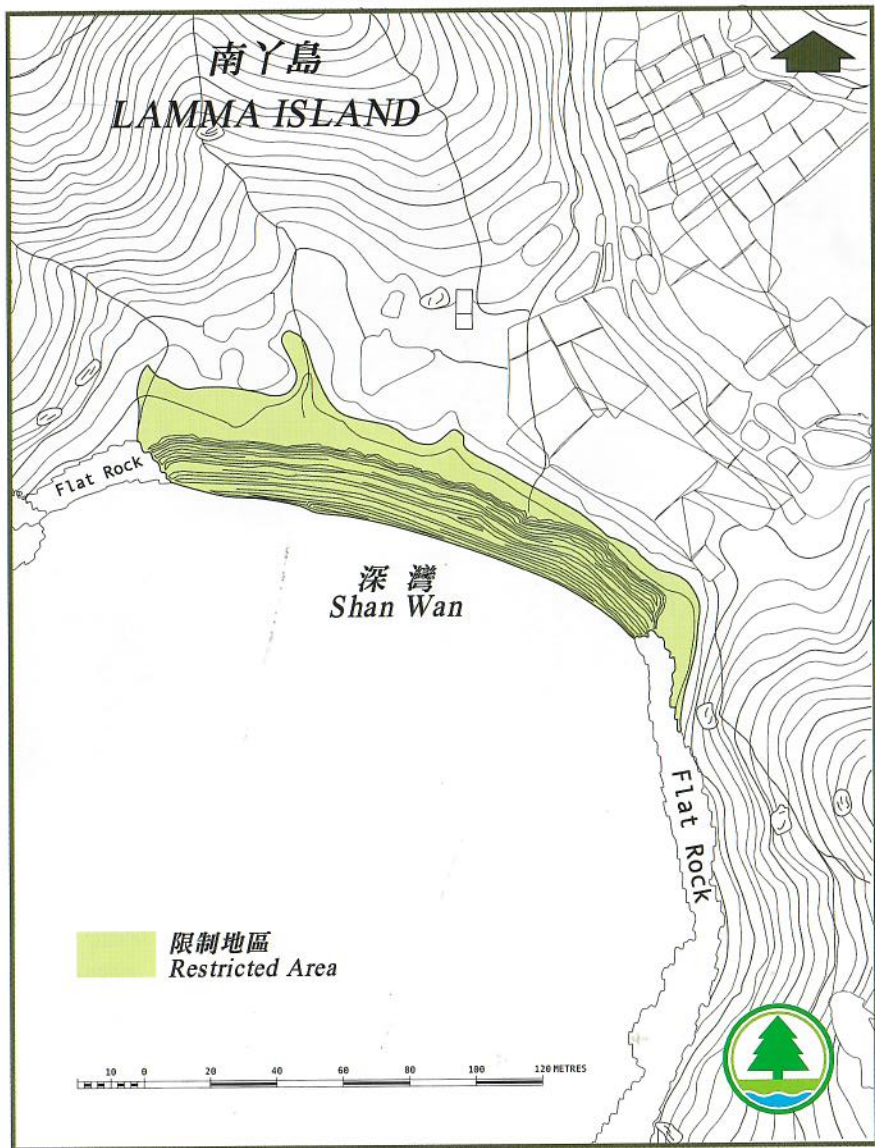 南丫島
LAMMA ISLAND
Flat Rock
深灣
Shan Wan
Flat Rock
限制地區
Restricted Area
10 0 20 40 60 80 100 120 METRES